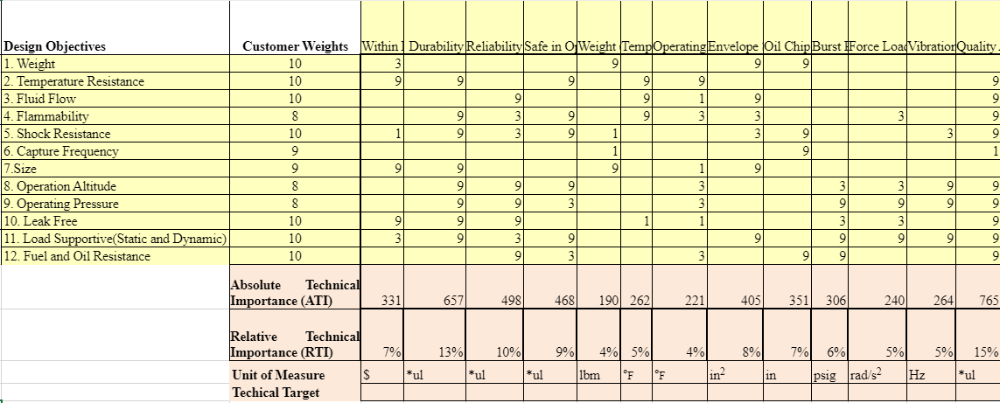 Design Objectives Customer Weights Within Durability Reliability Safe in O Weight Temp Operating Envelope Oil Chip Burst Force Load Vibration Quality
1. Weight 10 3 9 9 9
2. Temperature Resistance 10 9 9 9 9 9 9
3. Fluid Flow 10 9 9 1 9 9
4. Flammability 8 9 3 9 9 3 3 3 9
5. Shock Resistance 10 1 9 3 9 1 3 9 3 9
6. Capture Frequency 9 1 9 1
7.Size 9 9 9 9 1 9
8. Operation Altitude 8 9 9 9 3 3 3 9 9
9. Operating Pressure 8 9 9 3 3 9 9 9 9
10. Leak Free 10 9 9 9 1 1 3 3 9
11. Load Supportive(Static and Dynamic) 10 3 9 3 9 9 9 9 9 9
12. Fuel and Oil Resistance 10 9 3 3 9 9 9
Absolute Technical
Importance (ATI) 331 657 498 468 190 262 221 405 351 306 240 264 765
Relative Technical
Importance (RTI) 7% 13% 10% 9% 4% 5% 4% 8% 7% 6% 5% 5% 15%
Unit of Measure $ *ul *ul *ul lbm °F °F in² in psig rad/s² Hz *ul
Techical Target